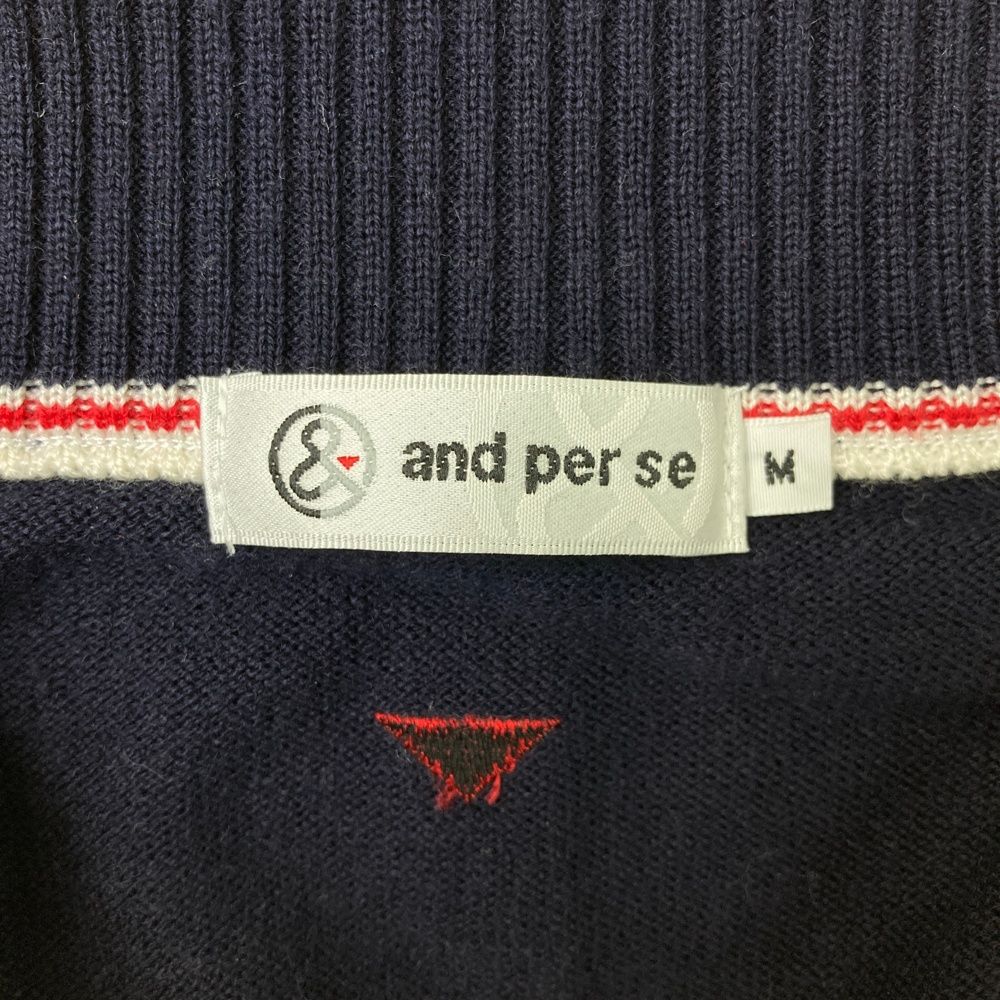 & and per se
M